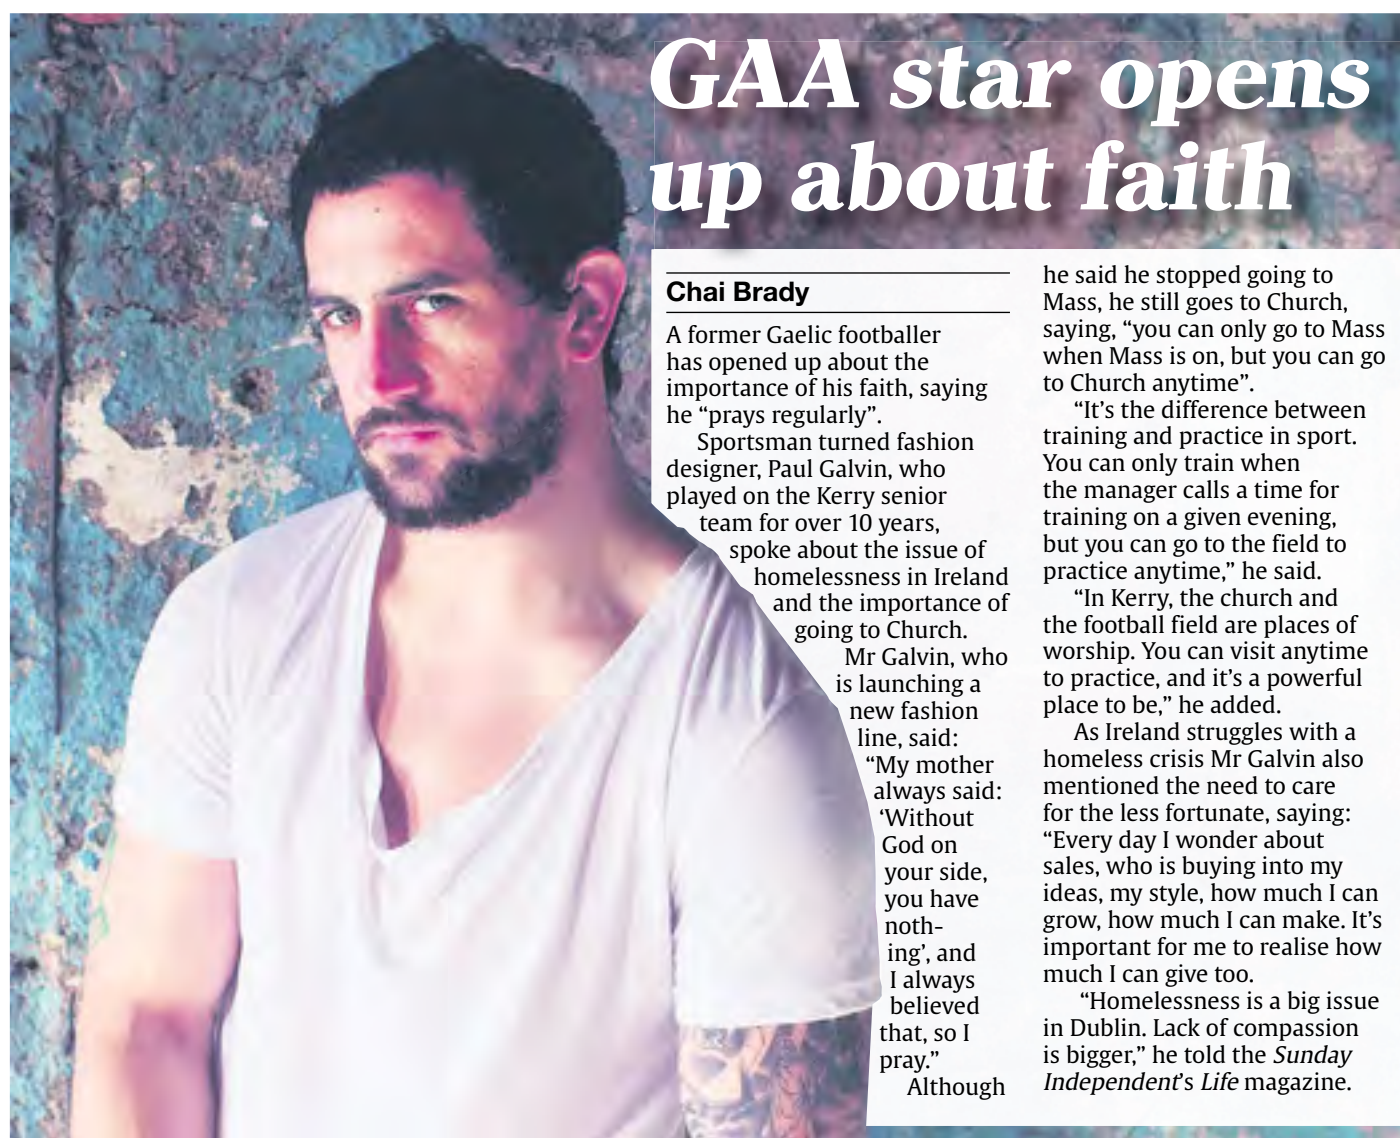 GAA star opens
up about faith
Chai Brady
A former Gaelic footballer
has opened up about the
importance of his faith, saying
he “prays regularly”.
Sportsman turned fashion
designer, Paul Galvin, who
played on the Kerry senior
team for over 10 years,
spoke about the issue of
homelessness in Ireland
and the importance of
going to Church.
Mr Galvin, who
is launching a
new fashion
line, said:
“My mother
always said:
‘Without
God on
your side,
you have
noth-
ing’, and
I always
believed
that, so I
pray.”
Although
he said he stopped going to
Mass, he still goes to Church,
saying, “you can only go to Mass
when Mass is on, but you can go
to Church anytime”.
“It’s the difference between
training and practice in sport.
You can only train when
the manager calls a time for
training on a given evening,
but you can go to the field to
practice anytime,” he said.
“In Kerry, the church and
the football field are places of
worship. You can visit anytime
to practice, and it’s a powerful
place to be,” he added.
As Ireland struggles with a
homeless crisis Mr Galvin also
mentioned the need to care
for the less fortunate, saying:
“Every day I wonder about
sales, who is buying into my
ideas, my style, how much I can
grow, how much I can make. It’s
important for me to realise how
much I can give too.
“Homelessness is a big issue
in Dublin. Lack of compassion
is bigger,” he told the Sunday
Independent’s Life magazine.